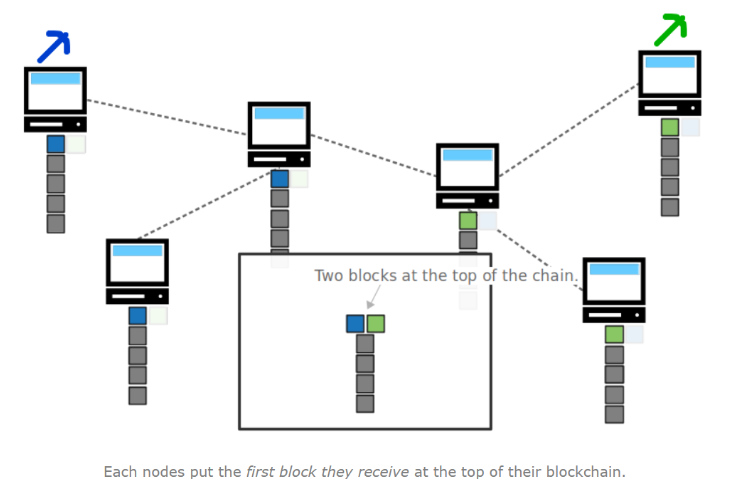 Two blocks at the top of the chain.
Each nodes put the first block they receive at the top of their blockchain.